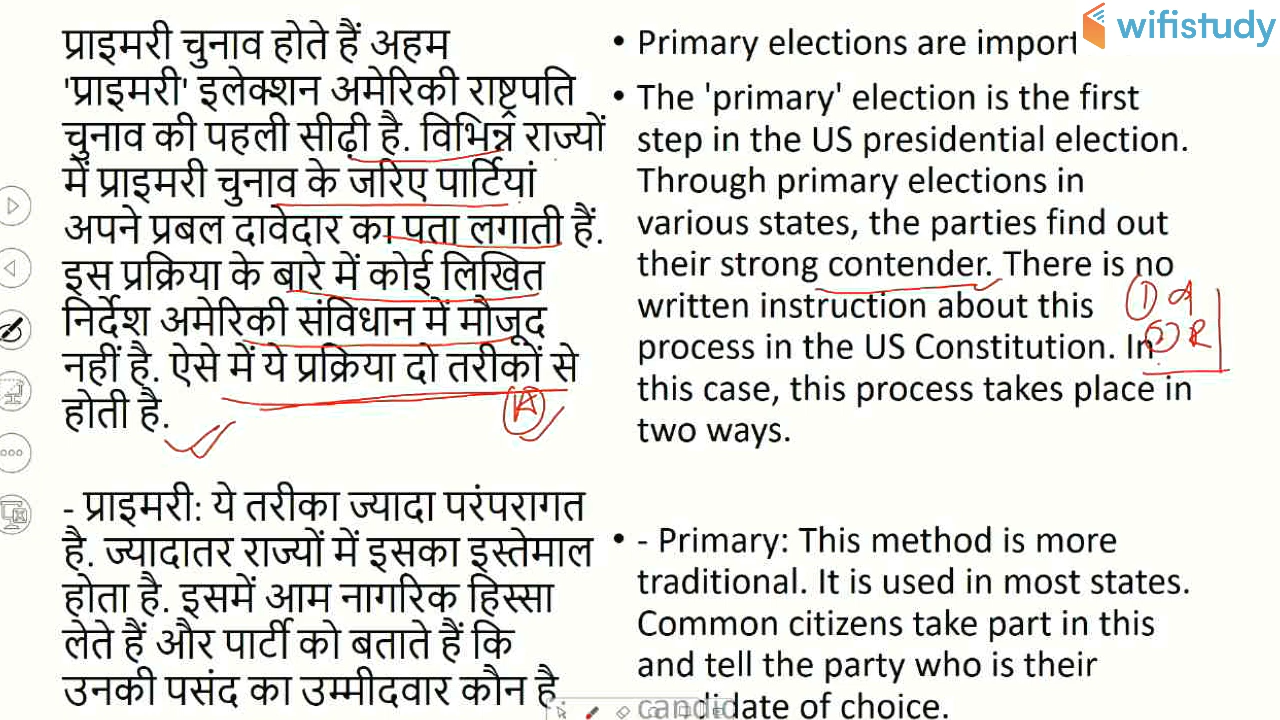 प्राइमरी चुनाव होते हैं अहम
'प्राइमरी' इलेक्शन अमेरिकी राष्ट्रपति
चुनाव की पहली सीढ़ी है. विभिन्न राज्यों
में प्राइमरी चुनाव के जरिए पार्टियां
अपने प्रबल दावेदार का पता लगाती हैं.
इस प्रक्रिया के बारे में कोई लिखित
निर्देश अमेरिकी संविधान में मौजूद
नहीं है. ऐसे में ये प्रक्रिया दो तरीकों से
होती है.
A
- प्राइमरी: ये तरीका ज्यादा परंपरागत
है. ज्यादातर राज्यों में इसका इस्तेमाल
होता है. इसमें आम नागरिक हिस्सा
लेते हैं और पार्टी को बताते हैं कि
उनकी पसंद का उम्मीदवार कौन है.
wifistudy
• Primary elections are import
• The 'primary' election is the first
step in the US presidential election.
Through primary elections in
various states, the parties find out
their strong contender. There is no
written instruction about this
process in the US Constitution. In
this case, this process takes place in
two ways.
① A
② R
• - Primary: This method is more
traditional. It is used in most states.
Common citizens take part in this
and tell the party who is their
candidate of choice.